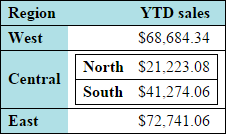 Region YTD sales
West $68,684.34
Central North $21,223.08
South $41,274.06
East $72,741.06